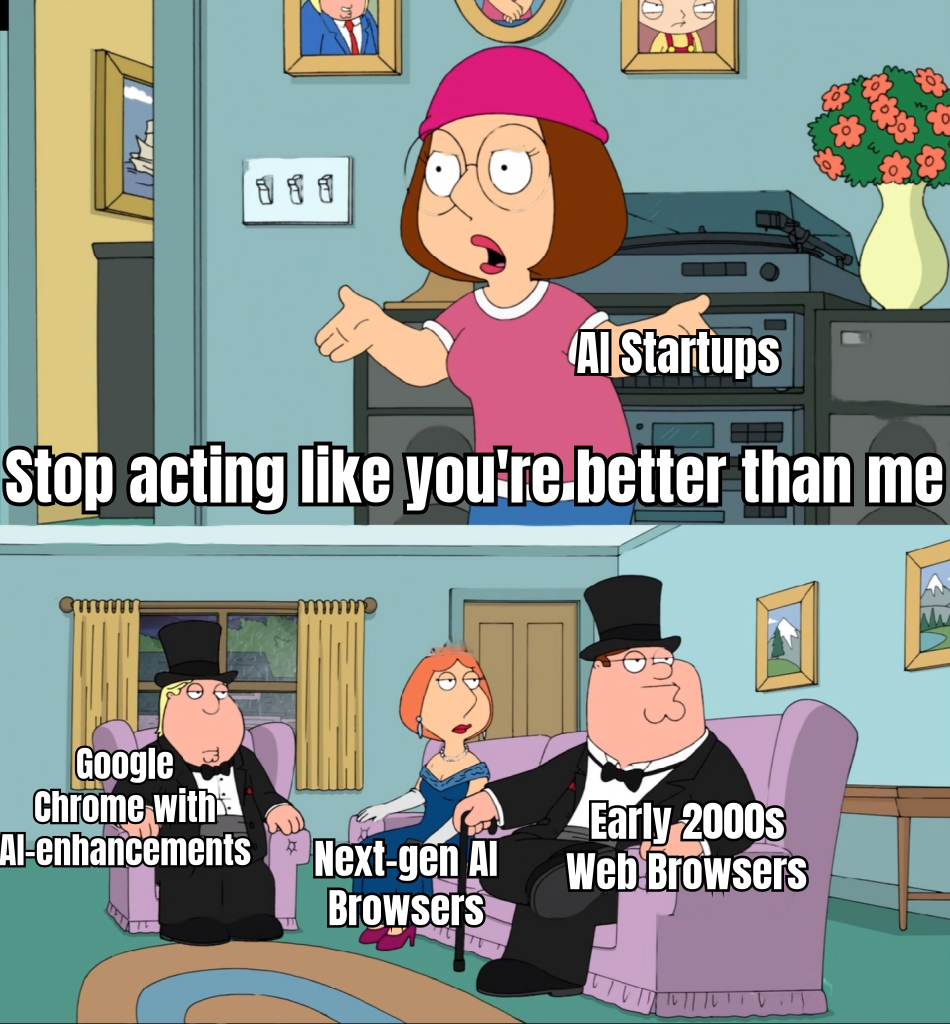 AI Startups
Stop acting like you're better than me
Google
Chrome with
AI-enhancements
Next-gen AI
Browsers
Early 2000s
Web Browsers